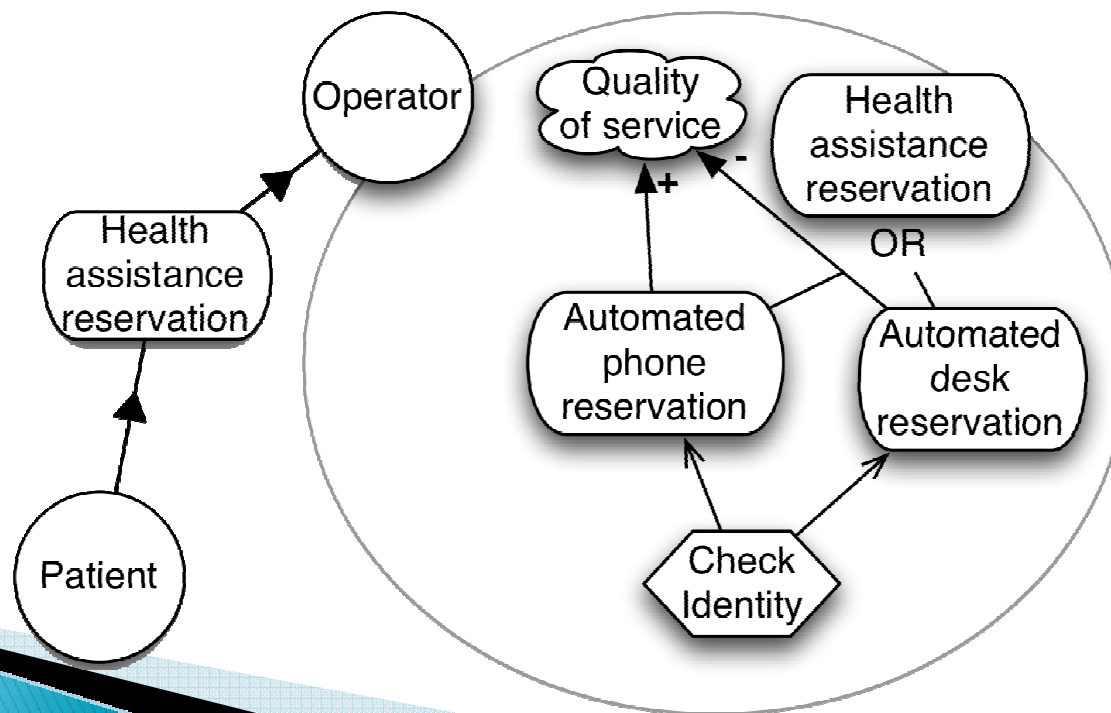 Operator
Quality
of service
+
-
Health
assistance
reservation
OR
Health
assistance
reservation
Automated
phone
reservation
Automated
desk
reservation
Patient
Check
Identity